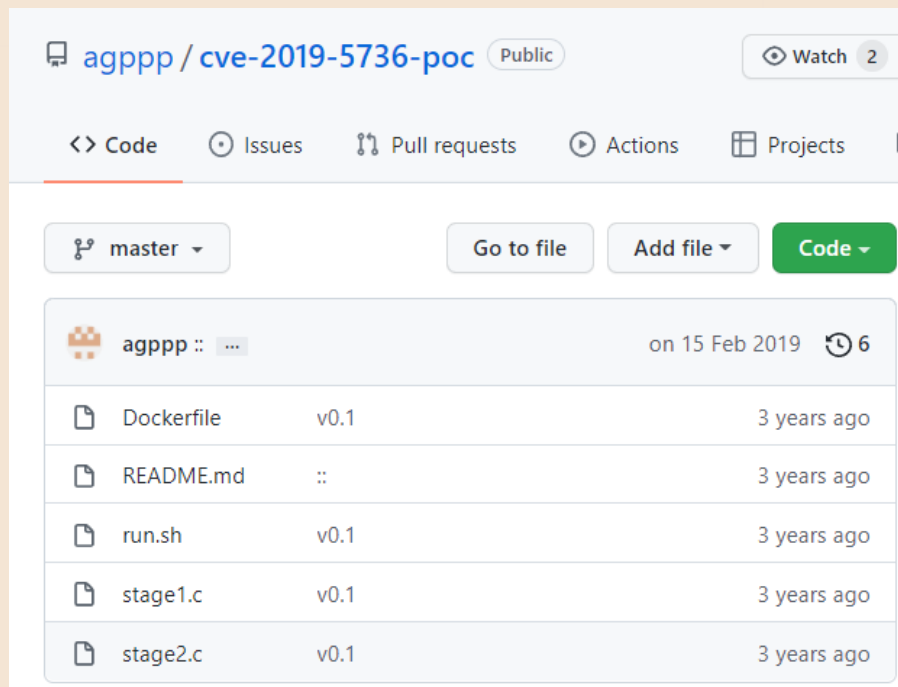 agppp / cve-2019-5736-poc Public Watch 2
Code Issues Pull requests Actions Projects
master Go to file Add file Code
agppp :: ... on 15 Feb 2019 6
Dockerfile v0.1 3 years ago
README.md :: 3 years ago
run.sh v0.1 3 years ago
stage1.c v0.1 3 years ago
stage2.c v0.1 3 years ago